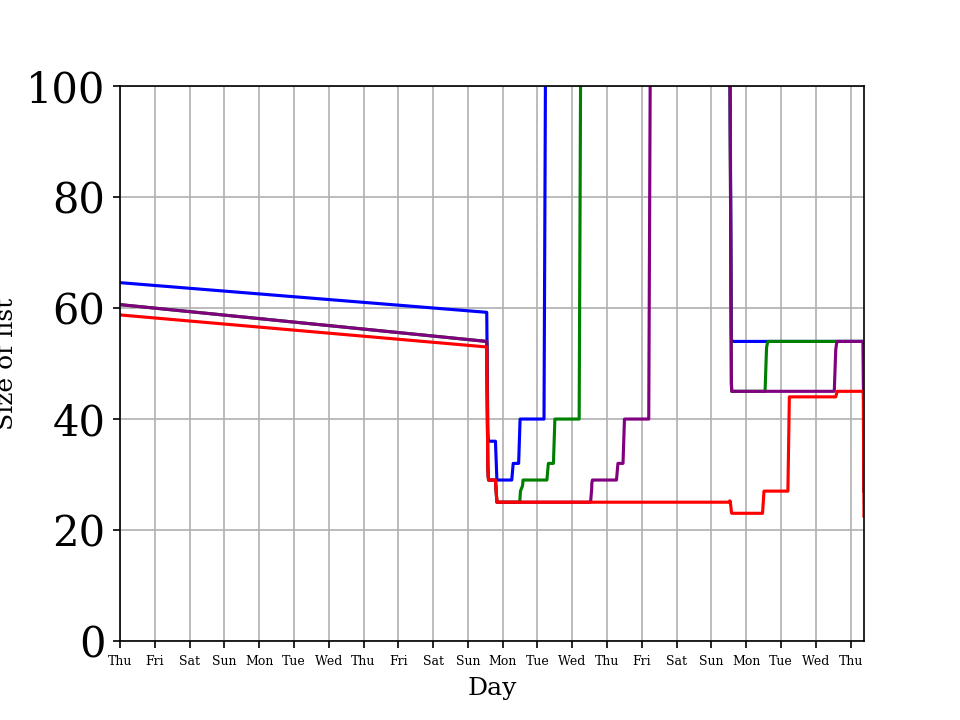 100
80
60
40
20
0
Size of list
Thu Fri Sat Sun Mon Tue Wed Thu Fri Sat Sun Mon Tue Wed Thu Fri Sat Sun Mon Tue Wed Thu
Day